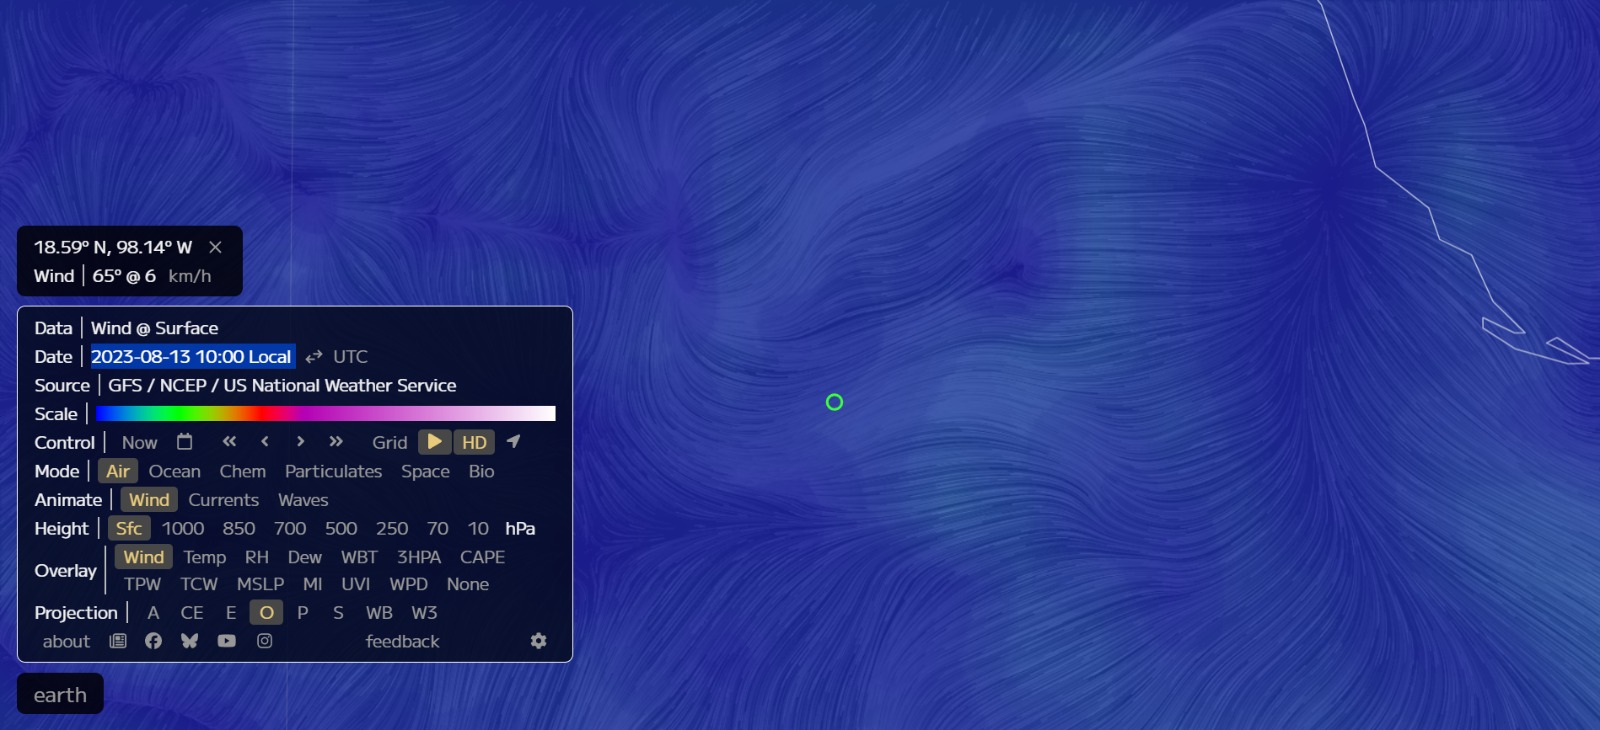 18.59° N, 98.14° W ×
Wind | 65° @ 6 km/h
Data | Wind @ Surface
Date | 2023-08-13 10:00 Local ⇄ UTC
Source | GFS / NCEP / US National Weather Service
Scale |
Control | Now « ‹ › » Grid HD
Mode | Air Ocean Chem Particulates Space Bio
Animate | Wind Currents Waves
Height | Sfc 1000 850 700 500 250 70 10 hPa
Overlay | Wind Temp RH Dew WBT 3HPA CAPE
TPW TCW MSLP MI UVI WPD None
Projection | A CE E O P S WB W3
about feedback
earth